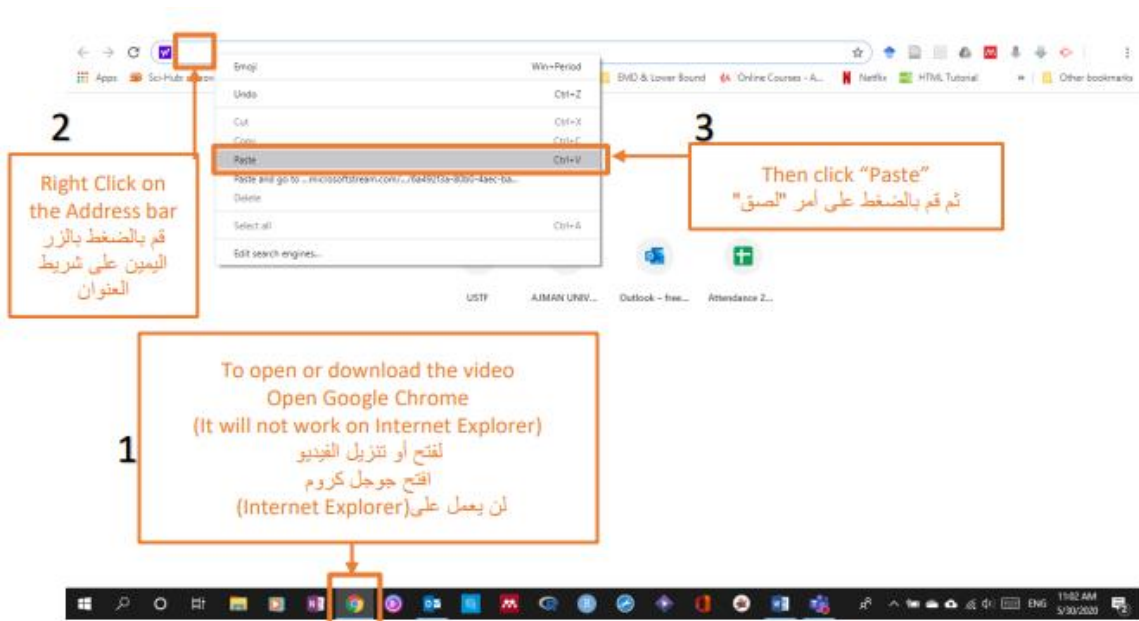 Apps
EMD & Lower Bound
Online Courses - A...
Netflix
HTML Tutorial
»
Other bookmarks
Emoji Win+Period
Undo Ctrl+Z
Cut Ctrl+X
Copy Ctrl+C
Paste Ctrl+V
Paste and go to
Delete
Select all Ctrl+A
Edit search engines...
2
Right Click on
the Address bar
قم بالضغط بالزر
اليمين على شريط
العنوان
3
Then click “Paste”
ثم قم بالضغط على أمر "لصق"
USTF
AJMAN UNIV...
Outlook – free...
Attendance 2...
1
To open or download the video
Open Google Chrome
(It will not work on Internet Explorer)
لفتح أو تنزيل الفيديو
افتح جوجل كروم
لن يعمل على(Internet Explorer)
ENG
11:02 AM
5/30/2020